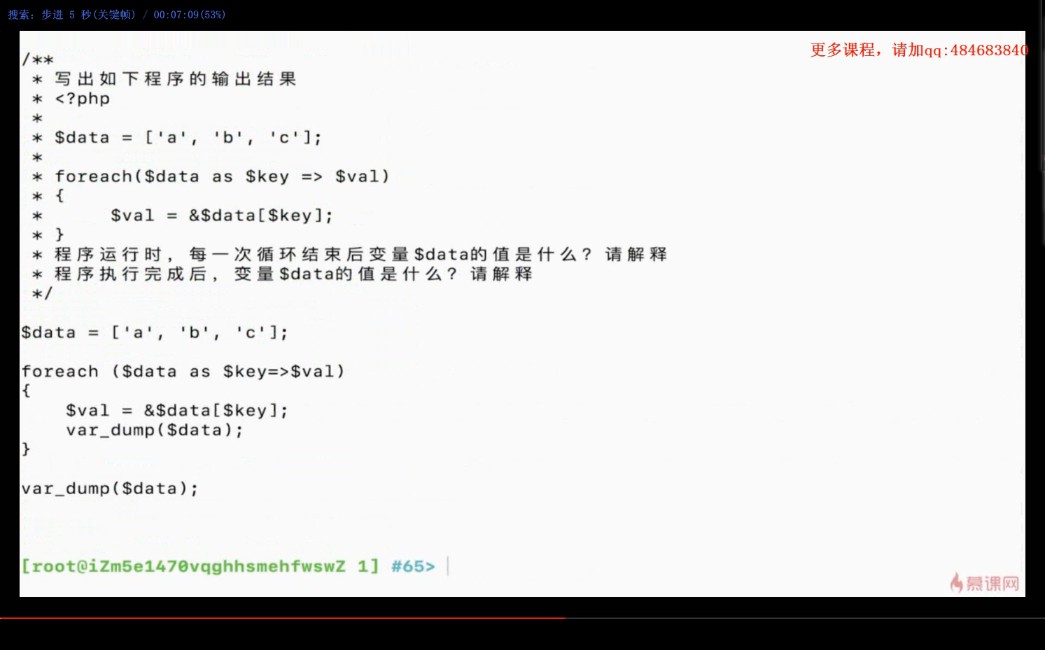 搜索: 步进 5 秒(关键帧) / 00:07:09(53%)
更多课程，请加qq:484683840
/**
* 写出如下程序的输出结果
* <?php
*
* $data = ['a', 'b', 'c'];
*
* foreach($data as $key => $val)
* {
*      $val = &$data[$key];
* }
* 程序运行时，每一次循环结束后变量$data的值是什么？请解释
* 程序执行完成后，变量$data的值是什么？请解释
*/
$data = ['a', 'b', 'c'];
foreach ($data as $key=>$val)
{
    $val = &$data[$key];
    var_dump($data);
}
var_dump($data);
[root@iZm5e1470vqghhsmehfwswZ 1] #65>
慕课网